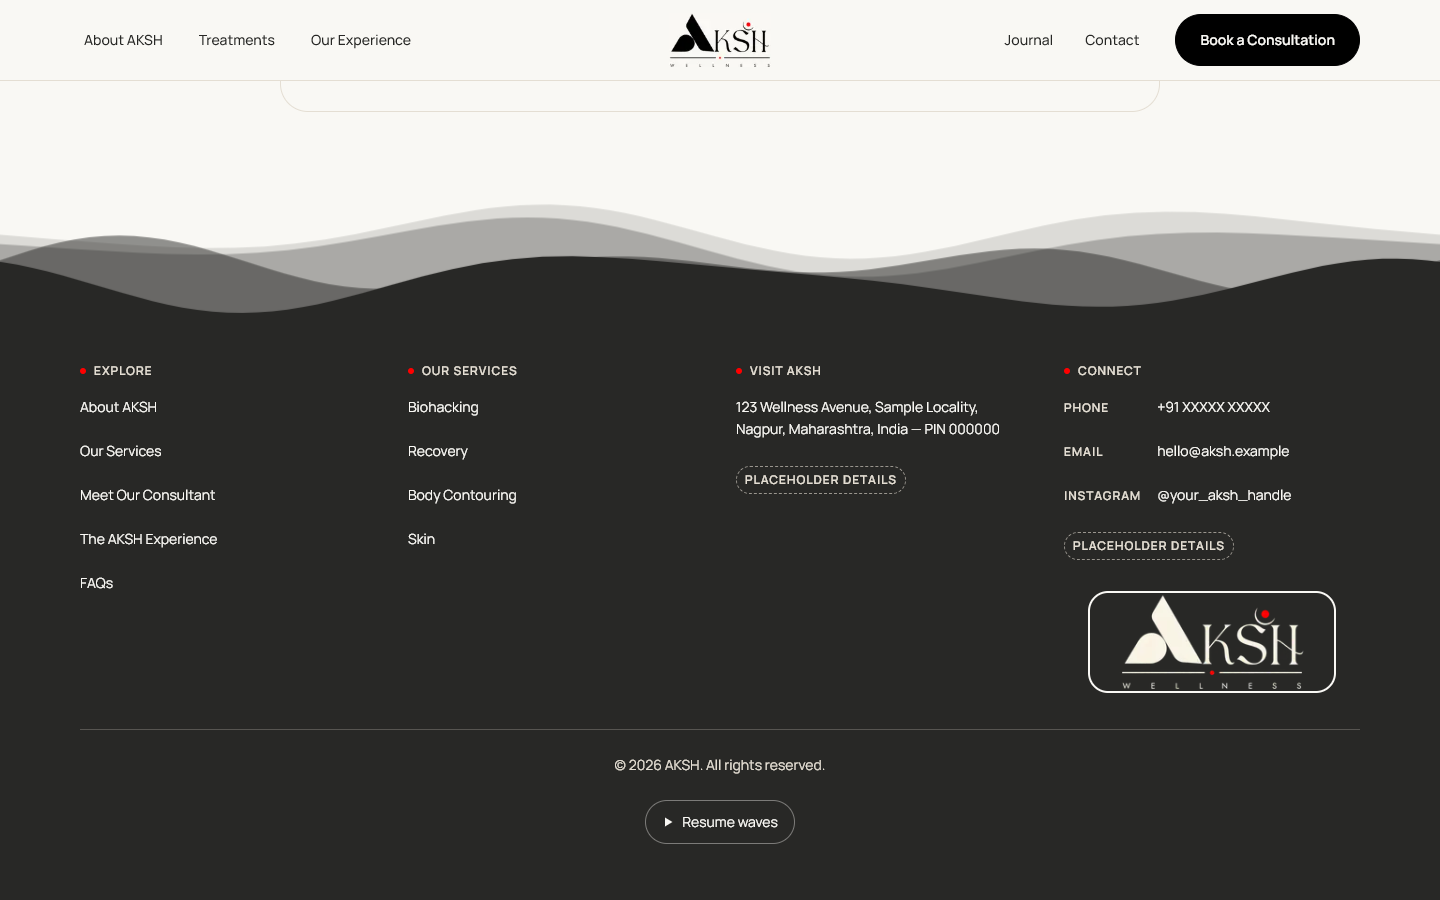 About AKSH
Treatments
Our Experience
AKSH
WELLNESS
Journal
Contact
Book a Consultation
EXPLORE
About AKSH
Our Services
Meet Our Consultant
The AKSH Experience
FAQs
OUR SERVICES
Biohacking
Recovery
Body Contouring
Skin
VISIT AKSH
123 Wellness Avenue, Sample Locality,
Nagpur, Maharashtra, India — PIN 000000
PLACEHOLDER DETAILS
CONNECT
PHONE +91 XXXXX XXXXX
EMAIL hello@aksh.example
INSTAGRAM @your_aksh_handle
PLACEHOLDER DETAILS
AKSH
WELLNESS
© 2026 AKSH. All rights reserved.
Resume waves